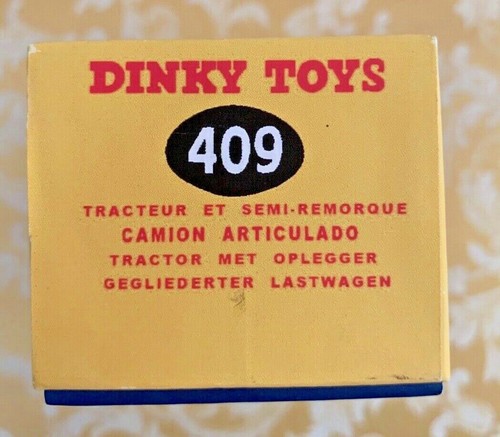 DINKY TOYS
409
TRACTEUR ET SEMI-REMORQUE
CAMION ARTICULADO
TRACTOR MET OPLEGGER
GEGLIEDERTER LASTWAGEN